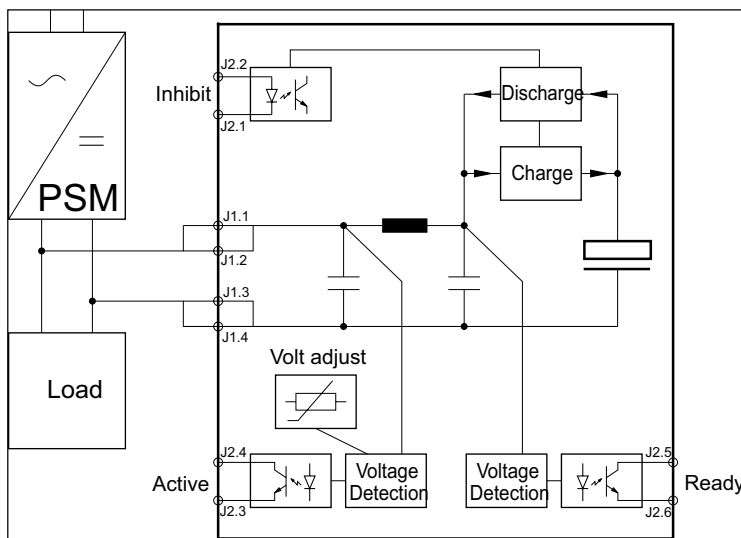 J2.2
Inhibit
J2.1
Discharge
Charge
PSM
J1.1
J1.2
J1.3
J1.4
Load
Volt adjust
J2.4
Active
J2.3
Voltage
Detection
Voltage
Detection
J2.5
Ready
J2.6